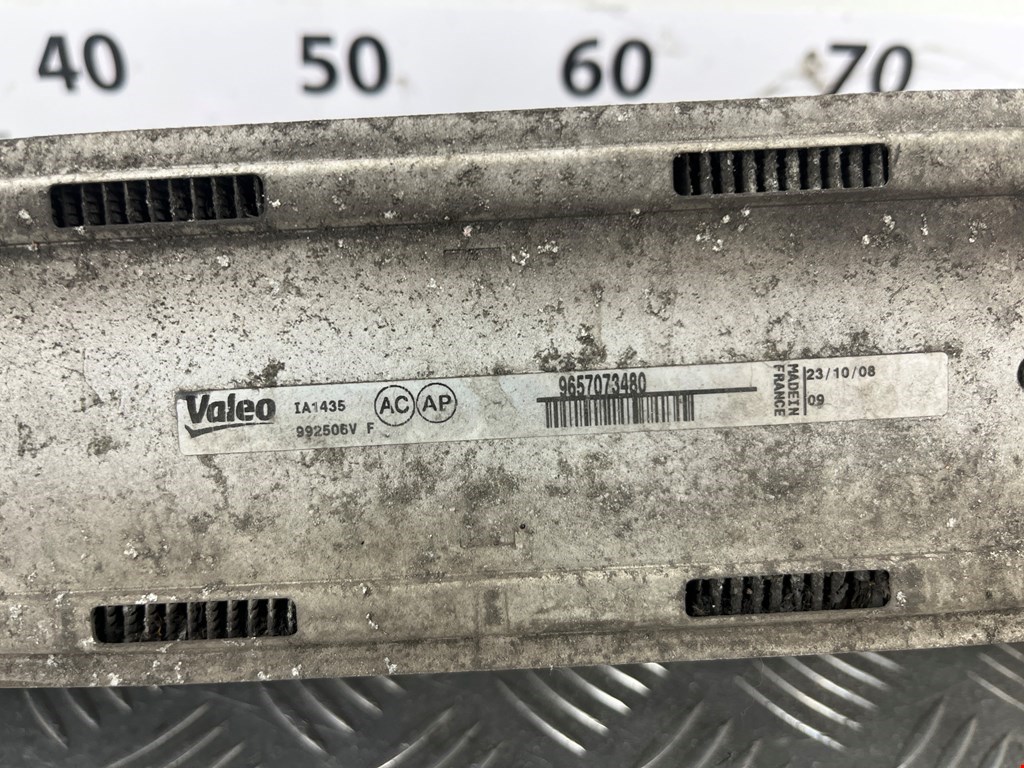 40 50 60 70
Valeo IA1435 AC AP
992506V F
9657073480
MADE IN
FRANCE
23/10/08
09